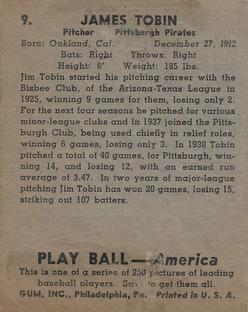 9. JAMES TOBIN
Pitcher Pittsburgh Pirates
Born: Oakland, Cal. December 27, 1912
Bats: Right Throws: Right
Height: 6' Weight: 185 lbs.
Jim Tobin started his pitching career with the
Bisbee Club, of the Arizona-Texas League in
1925, winning 9 games, losing only 2.
For the next four seasons he pitched for various
minor-league clubs and in 1937 joined the Pitts-
burgh Club, being used chiefly in relief roles,
winning 6 games, losing only 3. In 1938 Tobin
pitched a total of 40 games, for Pittsburgh, win-
ning 14, and losing 12, with an earned run
average of 3.47. In two years of major-league
pitching Jim Tobin has won 20 games, losing 15,
striking out 107 batters.
PLAY BALL—America
This is one of a series of 250 pictures of leading
baseball players. to get them all.
GUM, INC., Philadelphia, Pa. Printed in U. S. A.